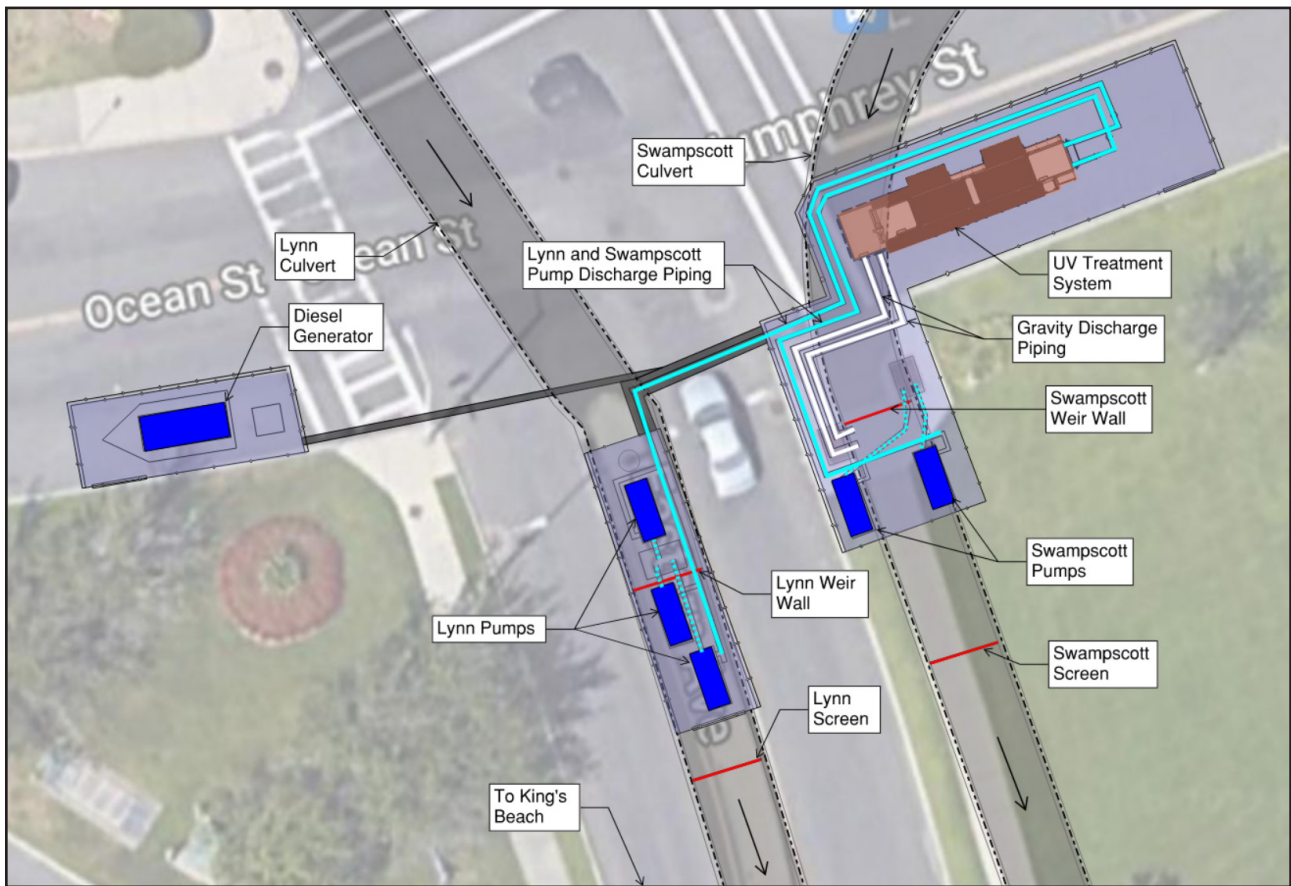 umphrey St
Swampscott
Culvert
Lynn
Culvert
Ocean St
ean St
Lynn and Swampscott
Pump Discharge Piping
UV Treatment
System
Diesel
Generator
Gravity Discharge
Piping
Swampscott
Weir Wall
Swampscott
Pumps
Lynn Weir
Wall
Lynn Pumps
Swampscott
Screen
Lynn
Screen
To King's
Beach